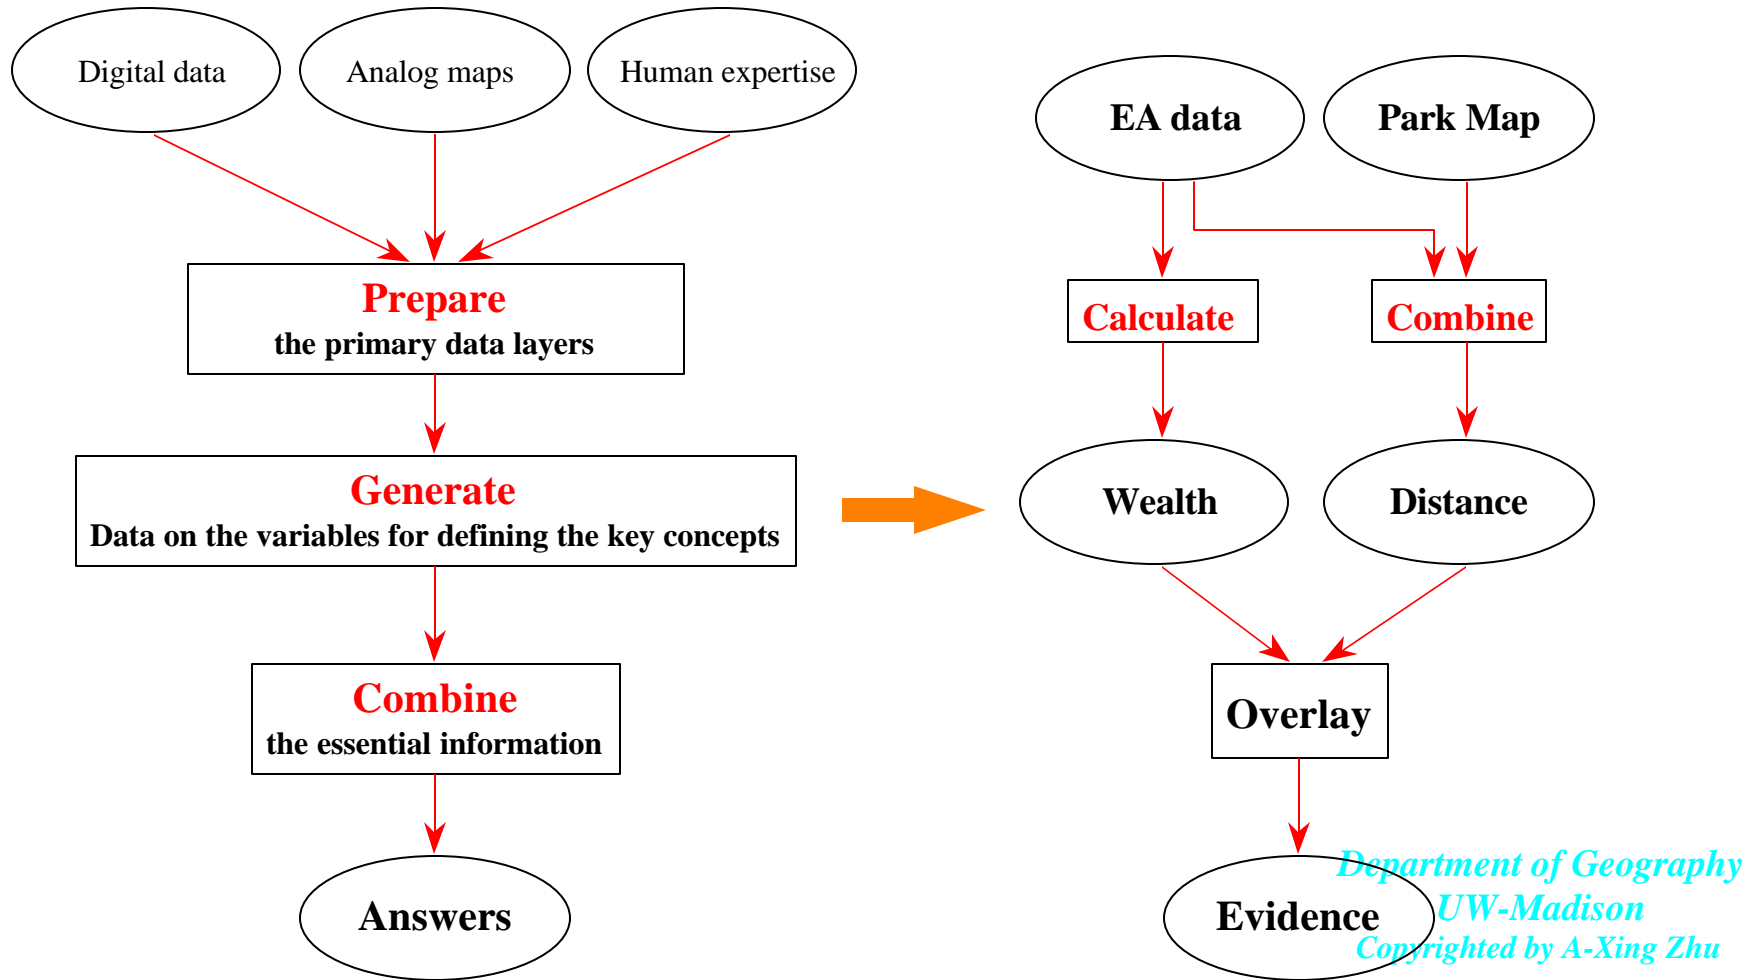 Digital data
Analog maps
Human expertise
Prepare
the primary data layers
Generate
Data on the variables for defining the key concepts
Combine
the essential information
Answers
EA data
Park Map
Calculate
Combine
Wealth
Distance
Overlay
Evidence
Department of Geography
UW-Madison
Copyrighted by A-Xing Zhu